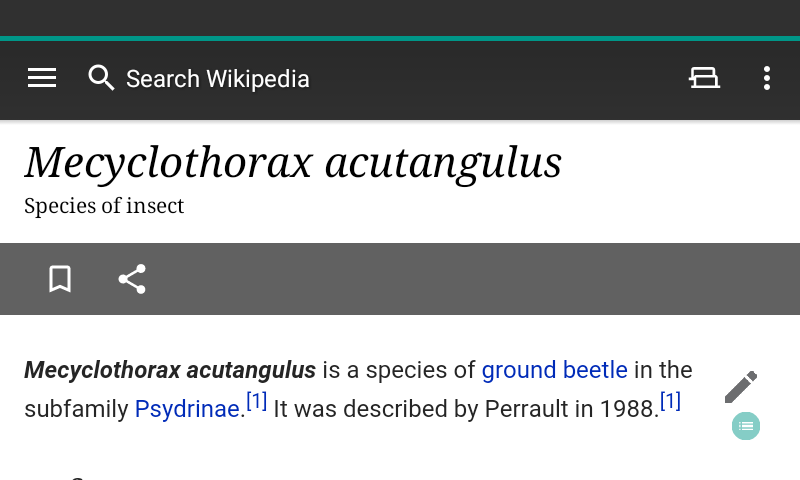 Search Wikipedia
Mecyclothorax acutangulus
Species of insect
Mecyclothorax acutangulus is a species of ground beetle in the
subfamily Psydrinae.[1] It was described by Perrault in 1988.[1]